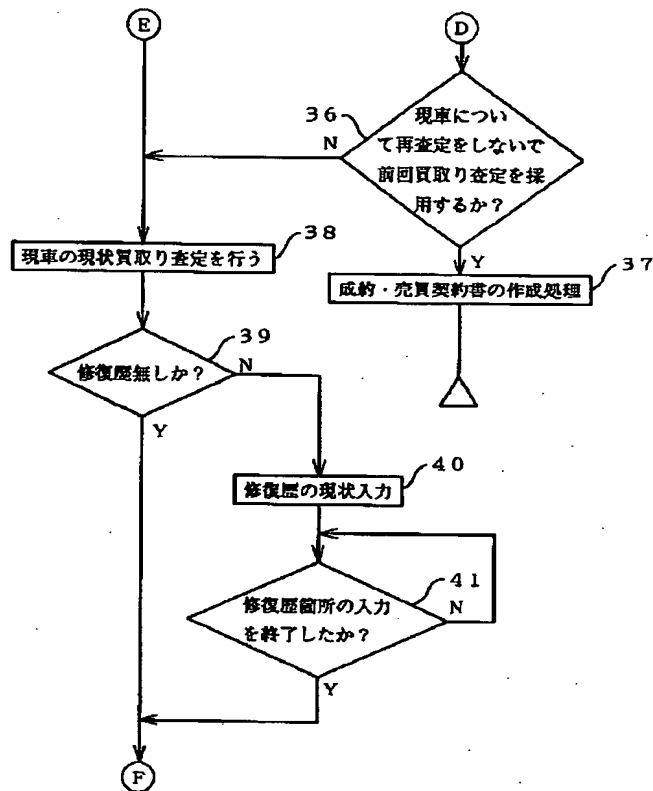 E
D
36
現車につい
て再査定をしないで
前回買取り査定を採
用するか?
N
Y
38
現車の現状買取り査定を行う
37
成約・売買契約書の作成処理
39
修復歴無しか?
N
Y
40
修復歴の現状入力
41
修復歴箇所の入力
を終了したか?
N
Y
F